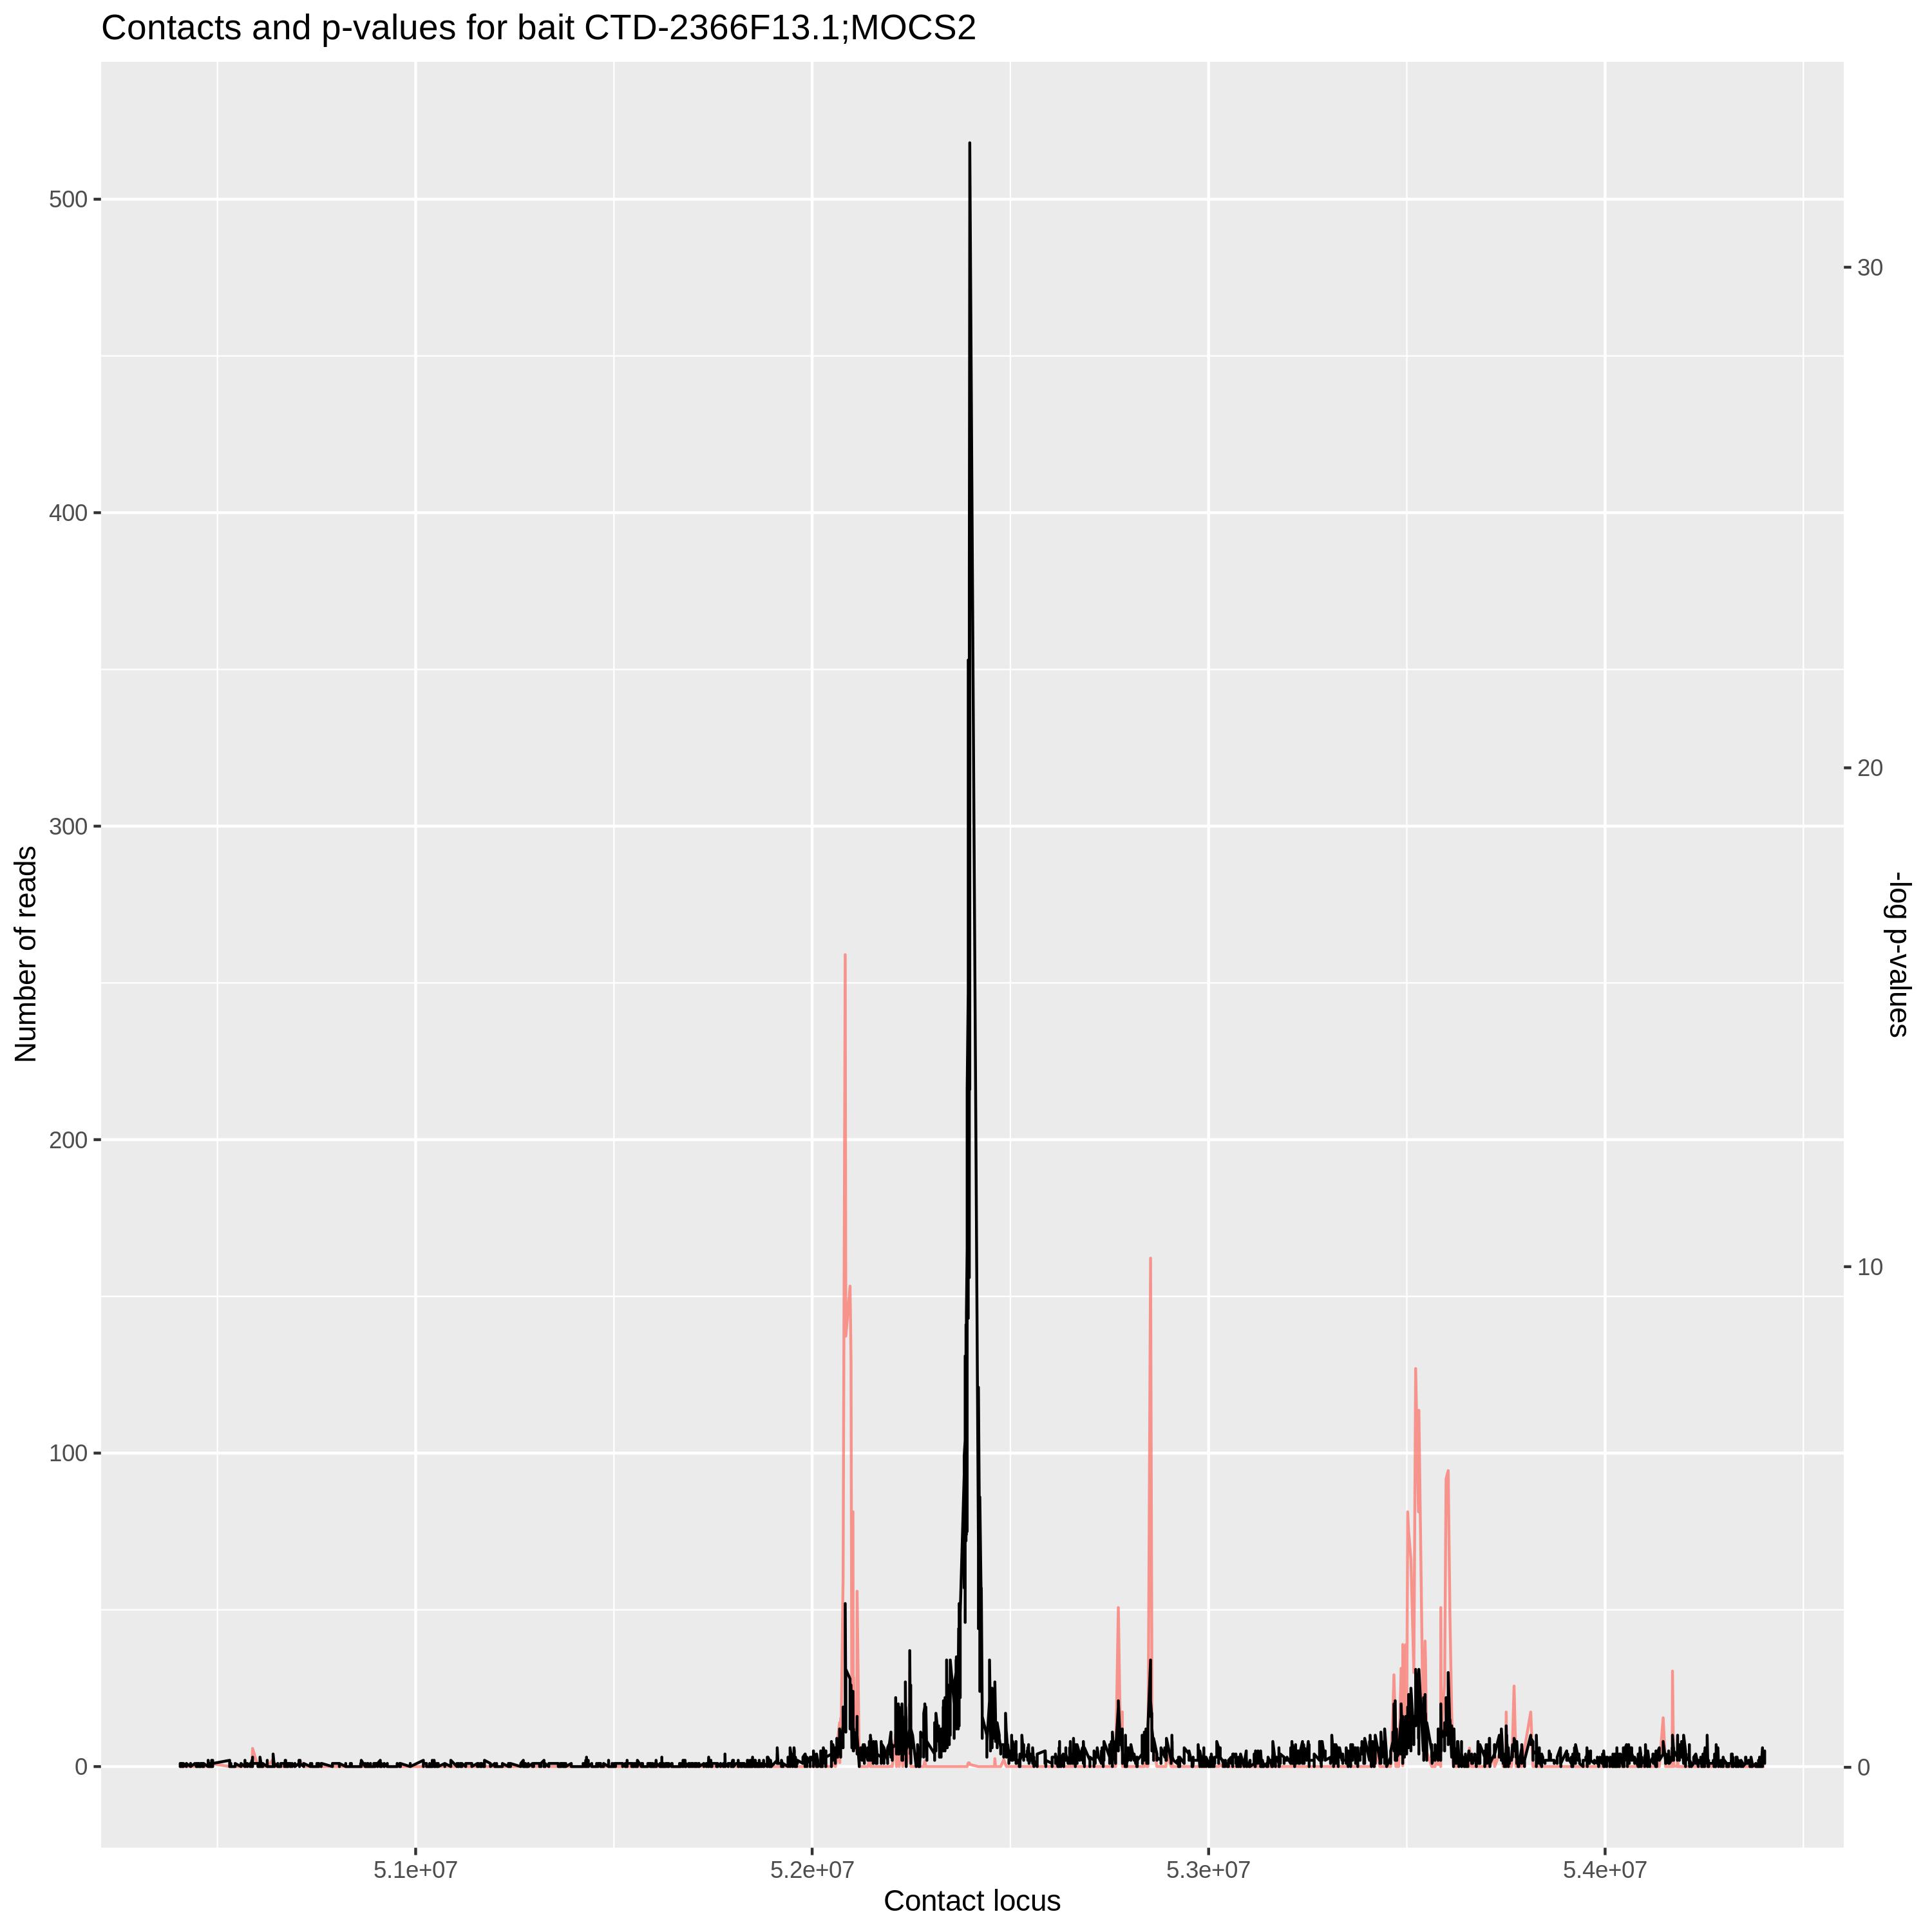 Contacts and p-values for bait CTD-2366F13.1;MOCS2
Number of reads
500
400
300
200
100
0
30
20
10
0
-log p-values
5.1e+07
5.2e+07
5.3e+07
5.4e+07
Contact locus